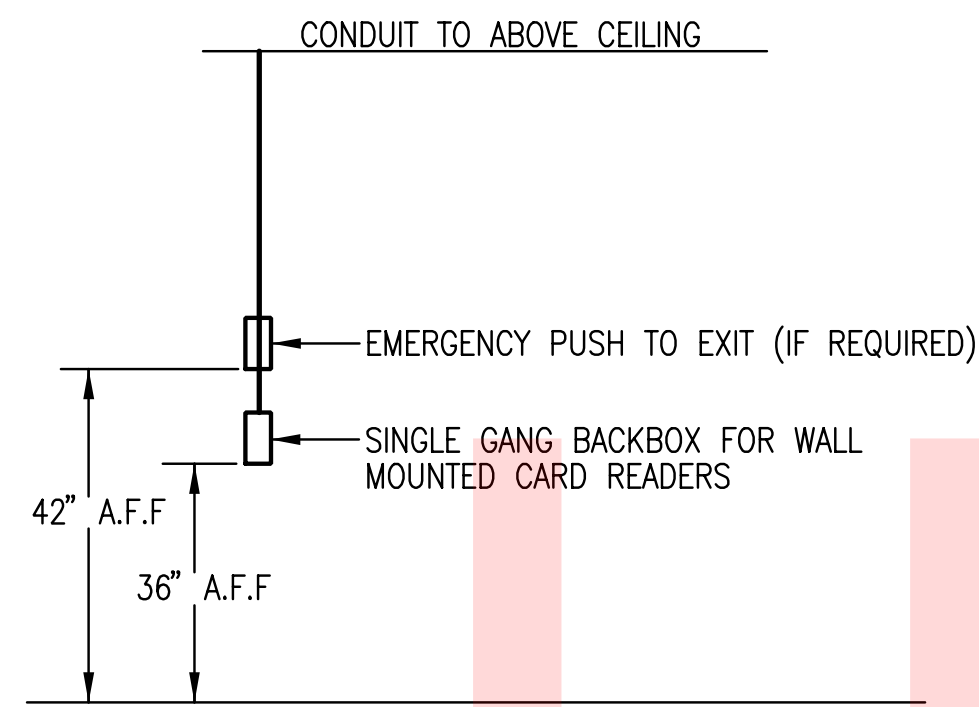 CONDUIT TO ABOVE CEILING
EMERGENCY PUSH TO EXIT (IF REQUIRED)
SINGLE GANG BACKBOX FOR WALL
MOUNTED CARD READERS
42" A.F.F
36" A.F.F